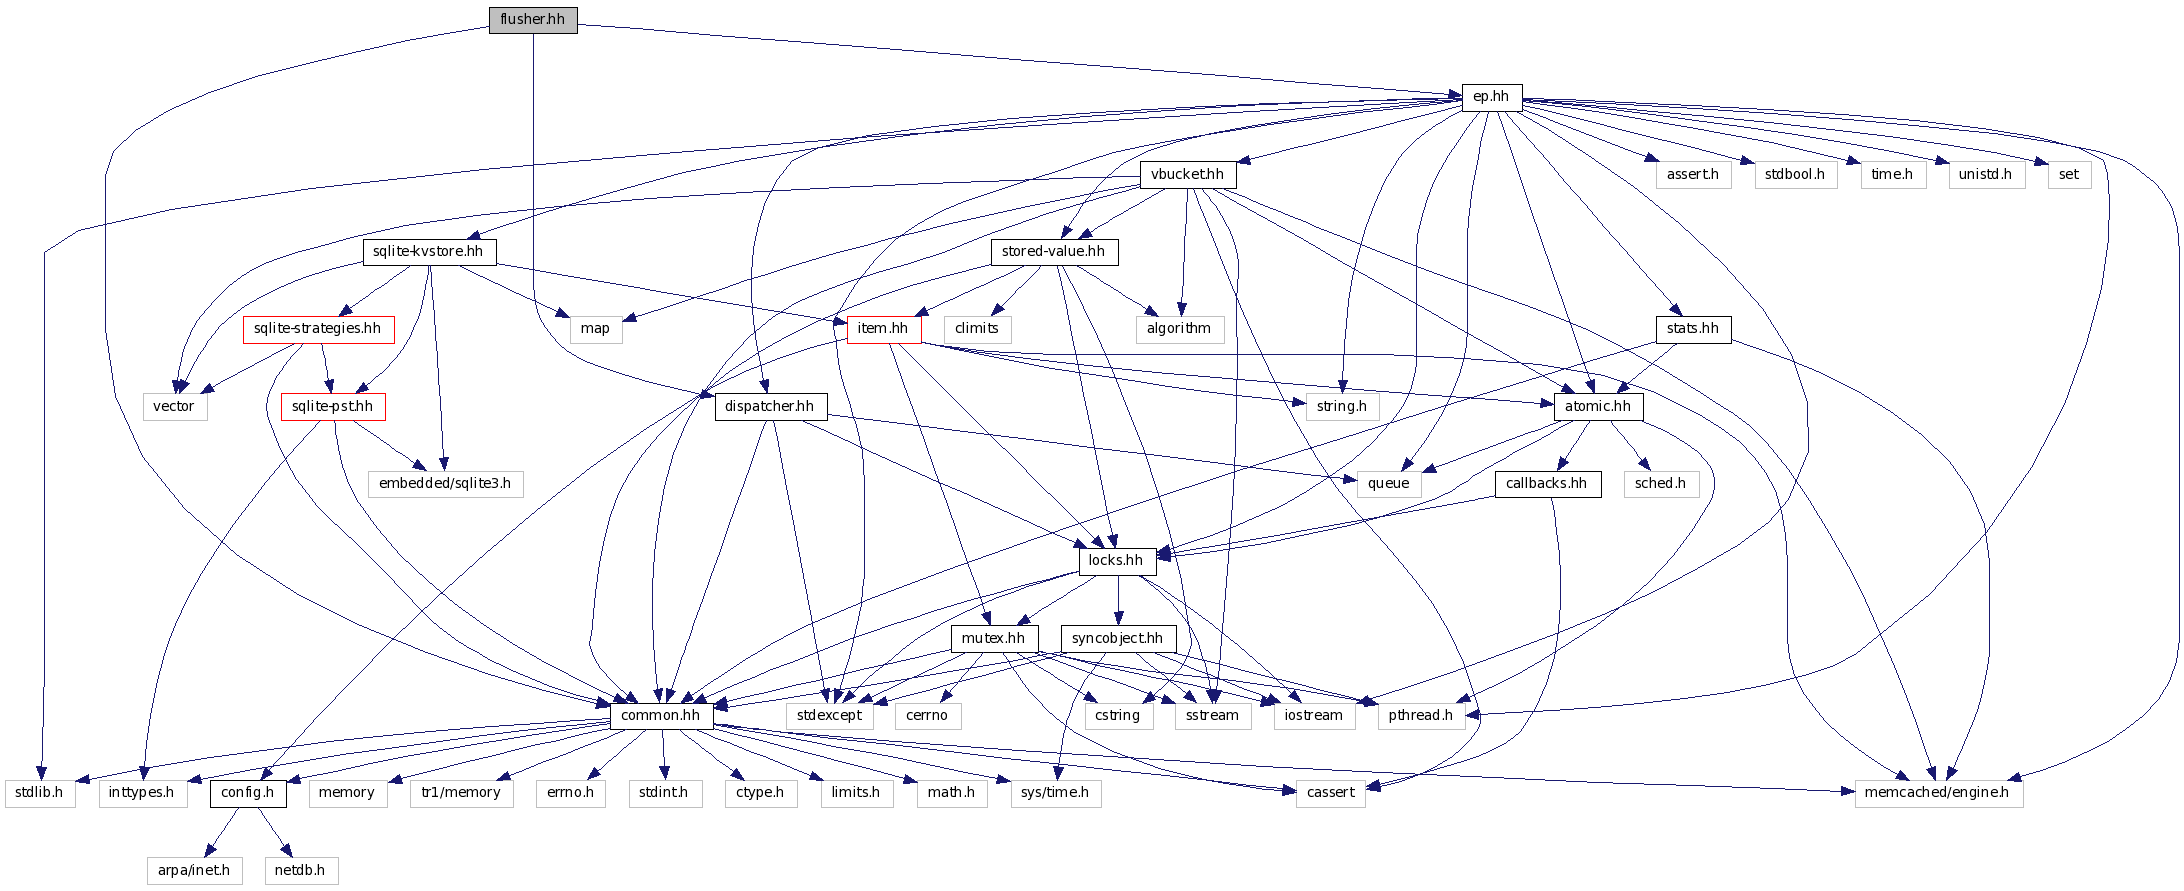 flusher.hh
ep.hh
vbucket.hh
assert.h
stdbool.h
time.h
unistd.h
set
sqlite-kvstore.hh
stored-value.hh
sqlite-strategies.hh
map
item.hh
climits
algorithm
stats.hh
vector
sqlite-pst.hh
dispatcher.hh
string.h
atomic.hh
embedded/sqlite3.h
queue
callbacks.hh
sched.h
locks.hh
mutex.hh
syncobject.hh
common.hh
stdexcept
cerrno
cstring
sstream
iostream
pthread.h
stdlib.h
inttypes.h
config.h
memory
tr1/memory
errno.h
stdint.h
ctype.h
limits.h
math.h
sys/time.h
cassert
memcached/engine.h
arpa/inet.h
netdb.h